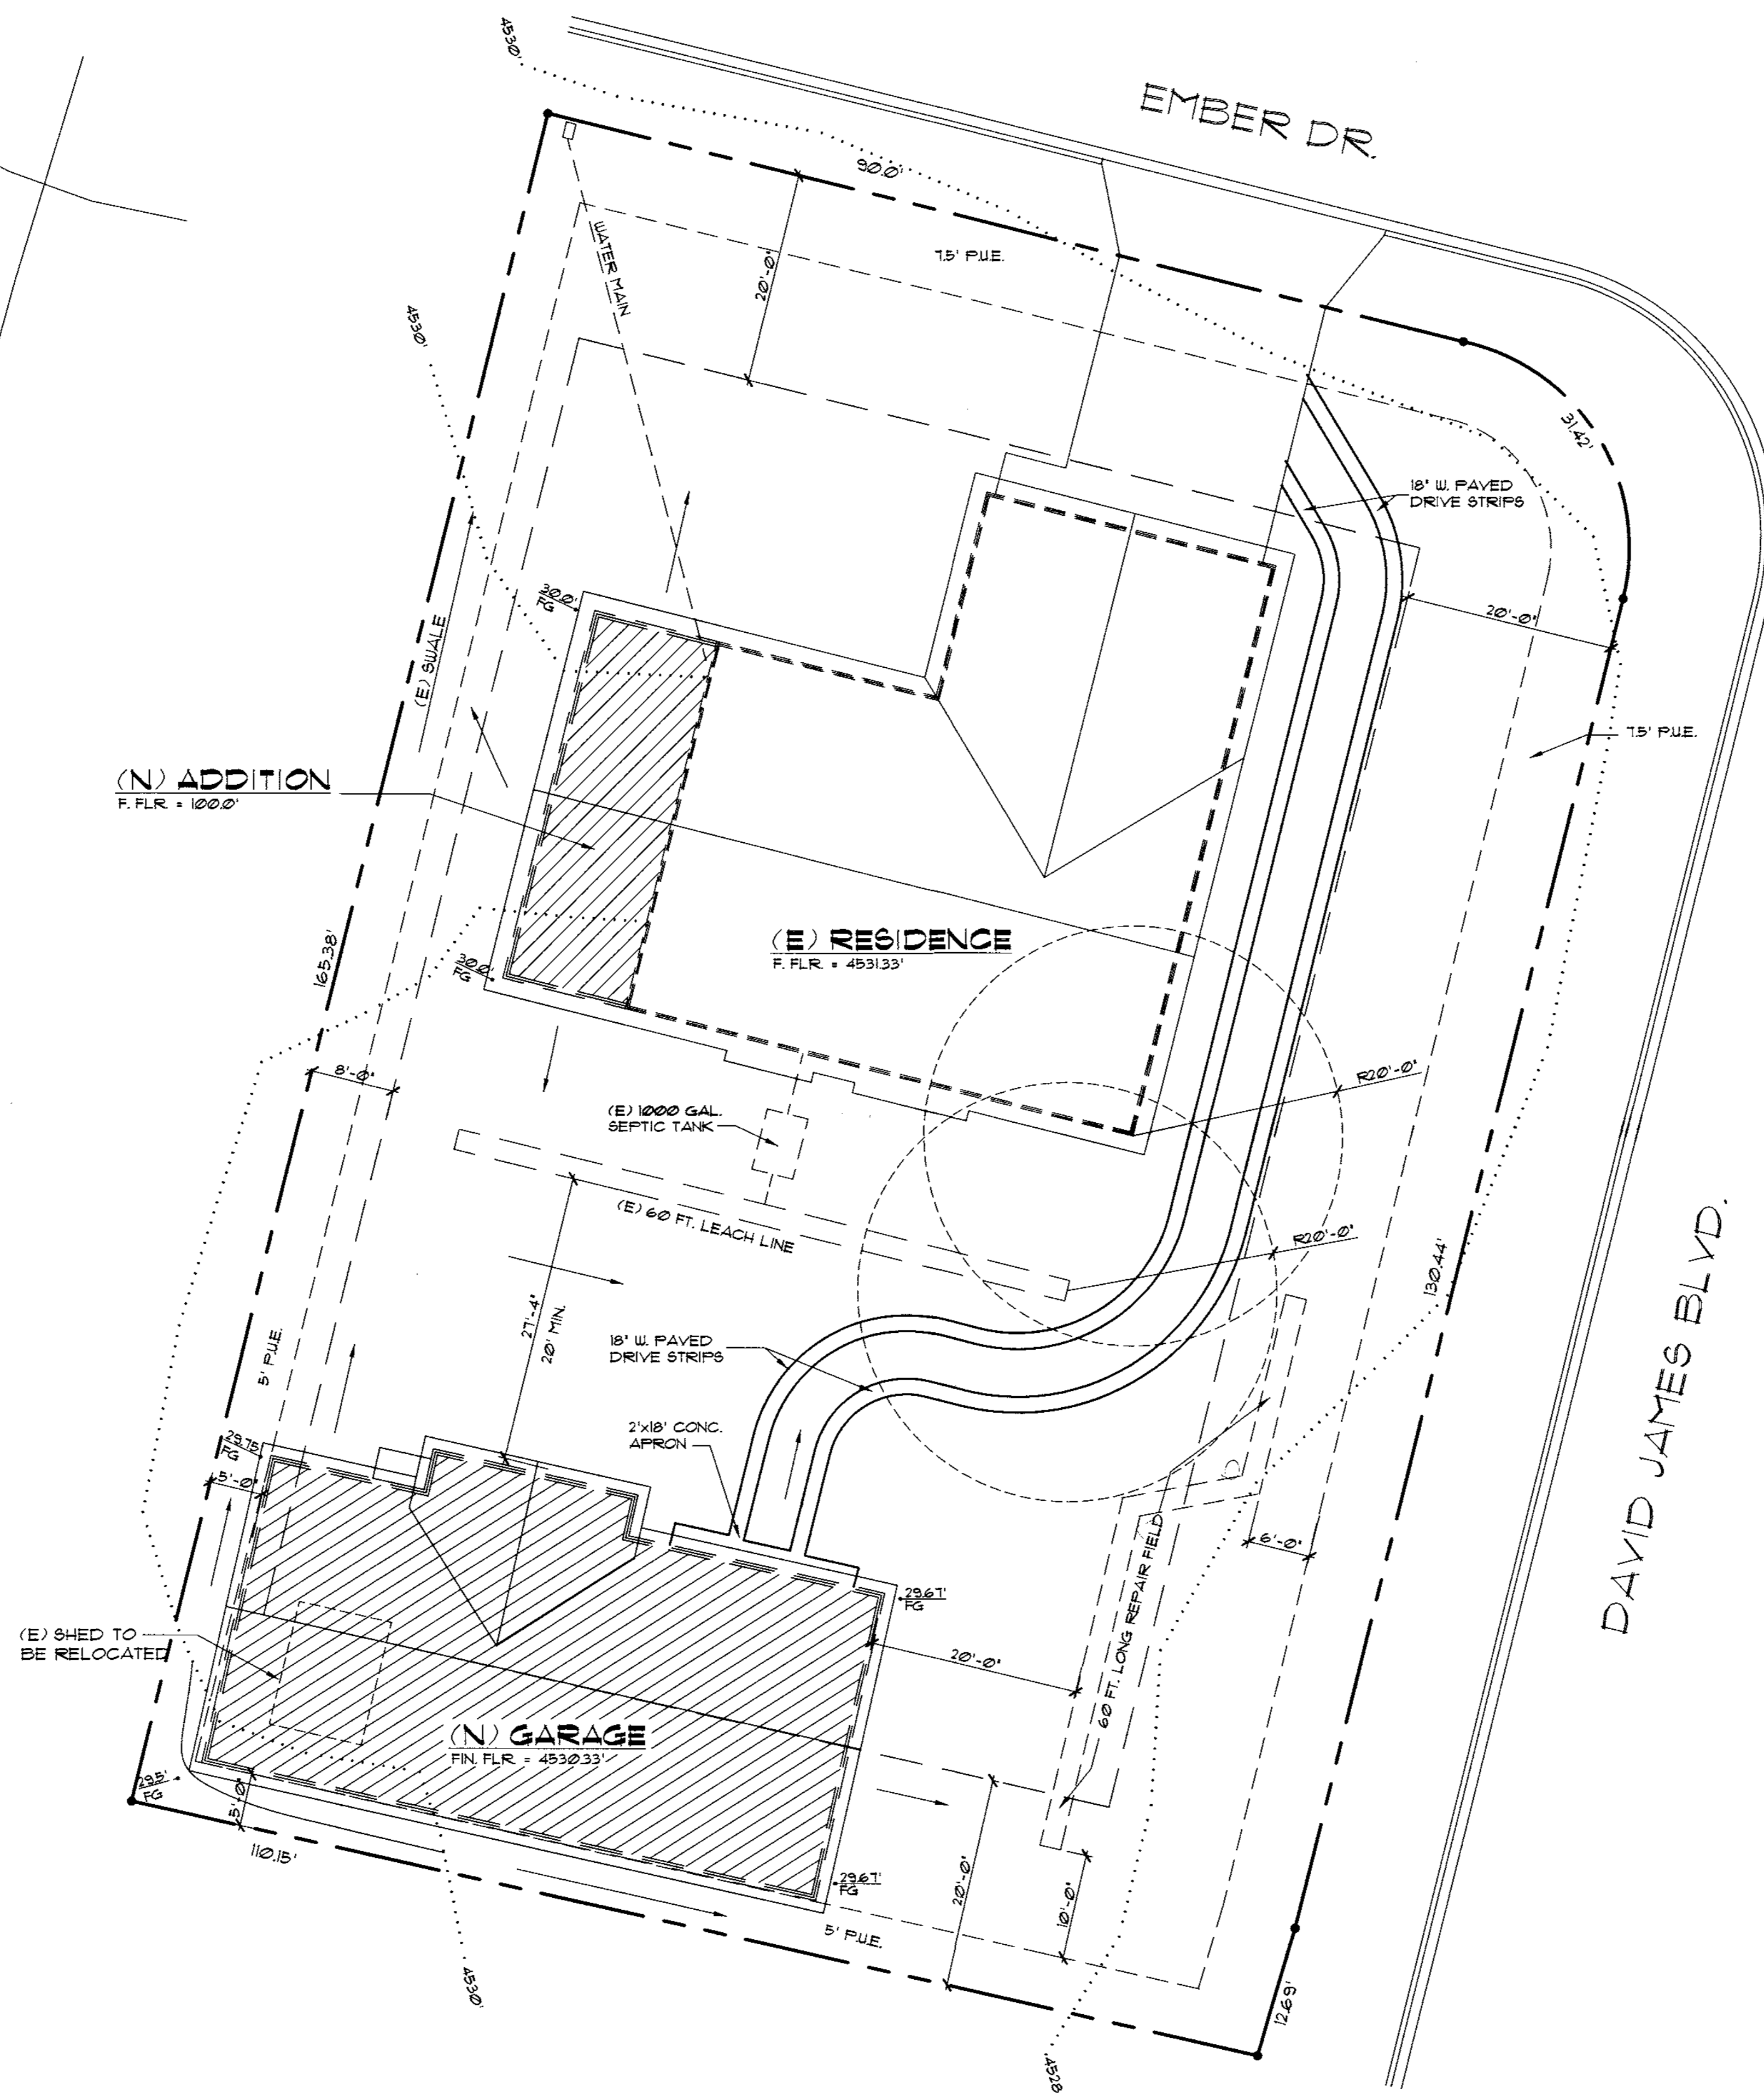 4530'
EMBER DR.
90.0'
7.5' P.U.E.
20'-0"
WATER MAIN
4530'
31.42'
18" W. PAVED
DRIVE STRIPS
30.0'
FG
20'-0"
(E) SWALE
7.5' P.U.E.
(N) ADDITION
F. FLR. = 100.0'
(E) RESIDENCE
F. FLR. = 4531.33'
165.38'
30.0'
FG
8'-0"
R20'-0"
(E) 1000 GAL.
SEPTIC TANK
(E) 60 FT. LEACH LINE
R20'-0"
130.44'
DAVID JAMES BLVD.
27'-4"
20' MIN.
18" W. PAVED
DRIVE STRIPS
5' P.U.E.
2'x18' CONC.
APRON
29.75'
FG
5'-0"
6'-0"
60 FT. LONG REPAIR FIELD
29.67'
FG
(E) SHED TO
BE RELOCATED
20'-0"
(N) GARAGE
FIN. FLR. = 4530.33'
29.5'
FG
5'-0"
110.15'
29.67'
FG
20'-0"
10'-0"
5' P.U.E.
4530'
12.69'
4528